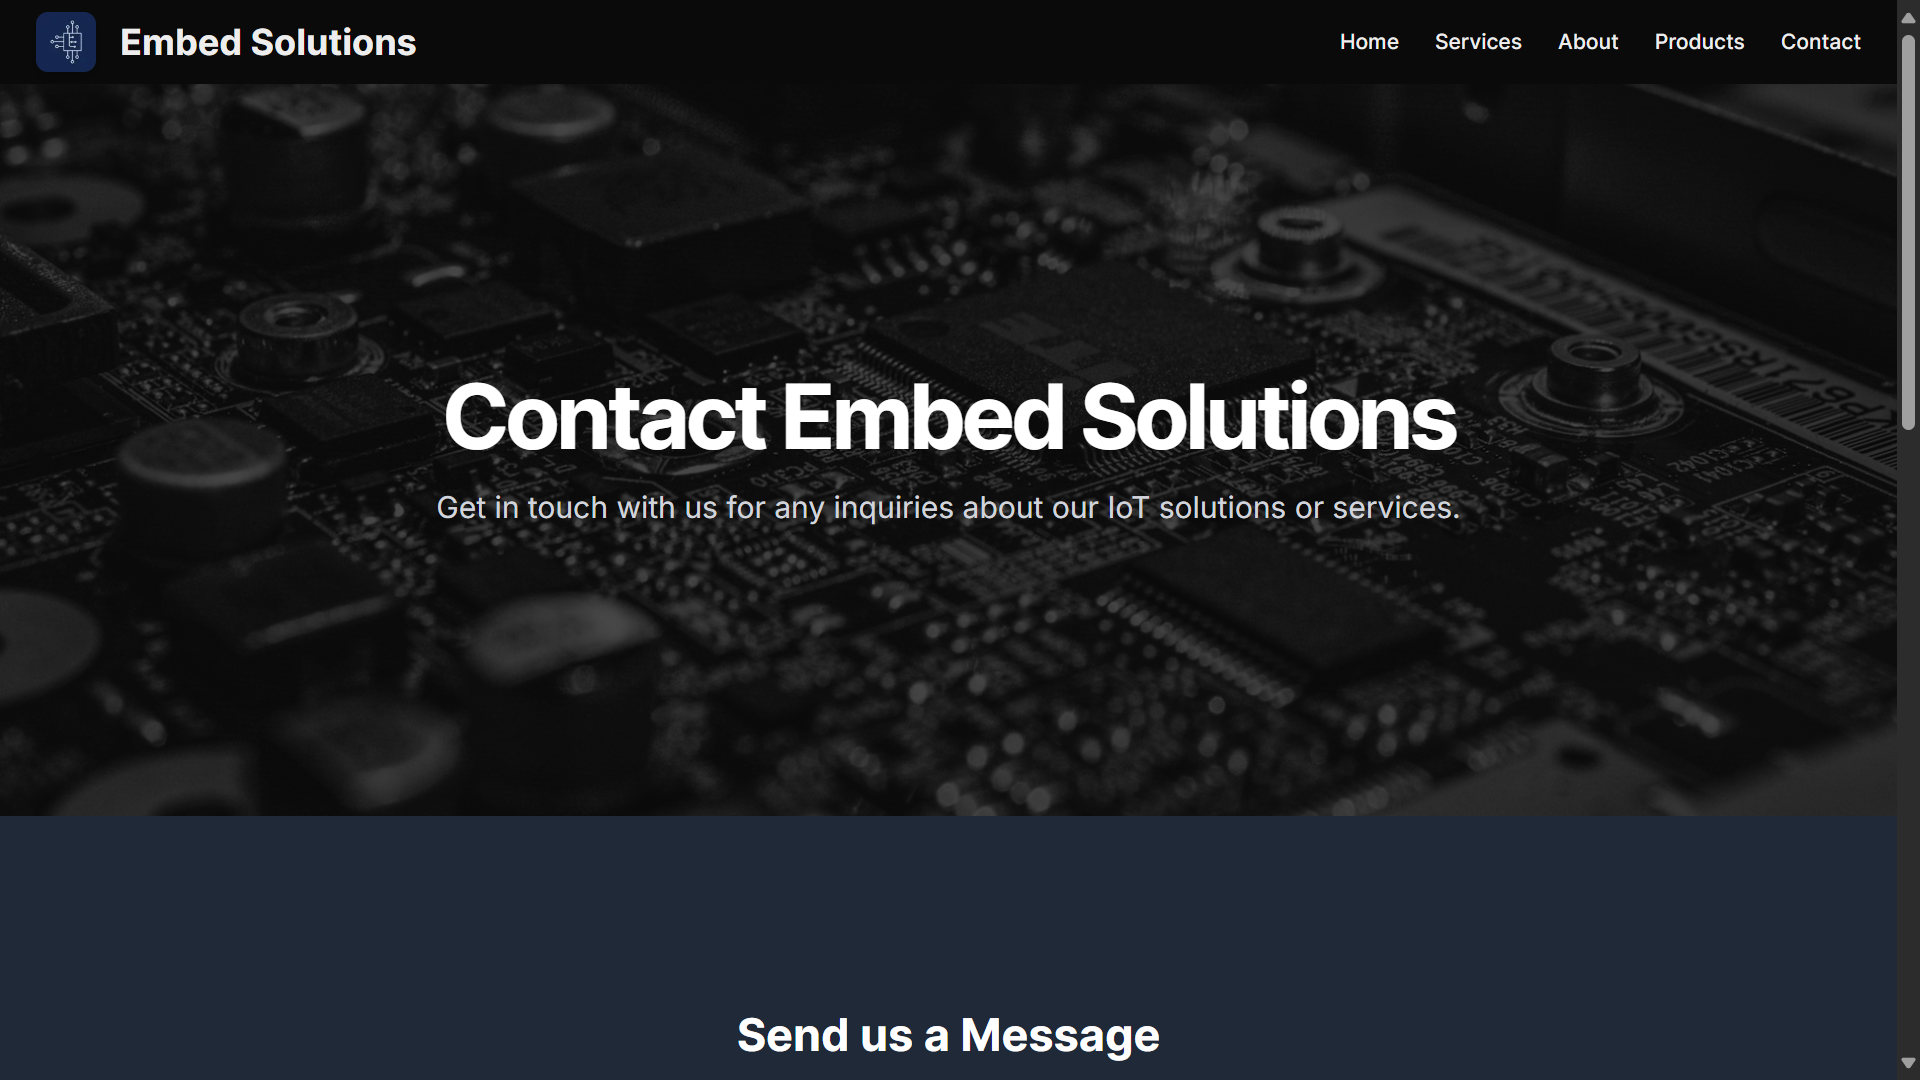 Embed Solutions
Home
Services
About
Products
Contact
Contact Embed Solutions
Get in touch with us for any inquiries about our IoT solutions or services.
Send us a Message